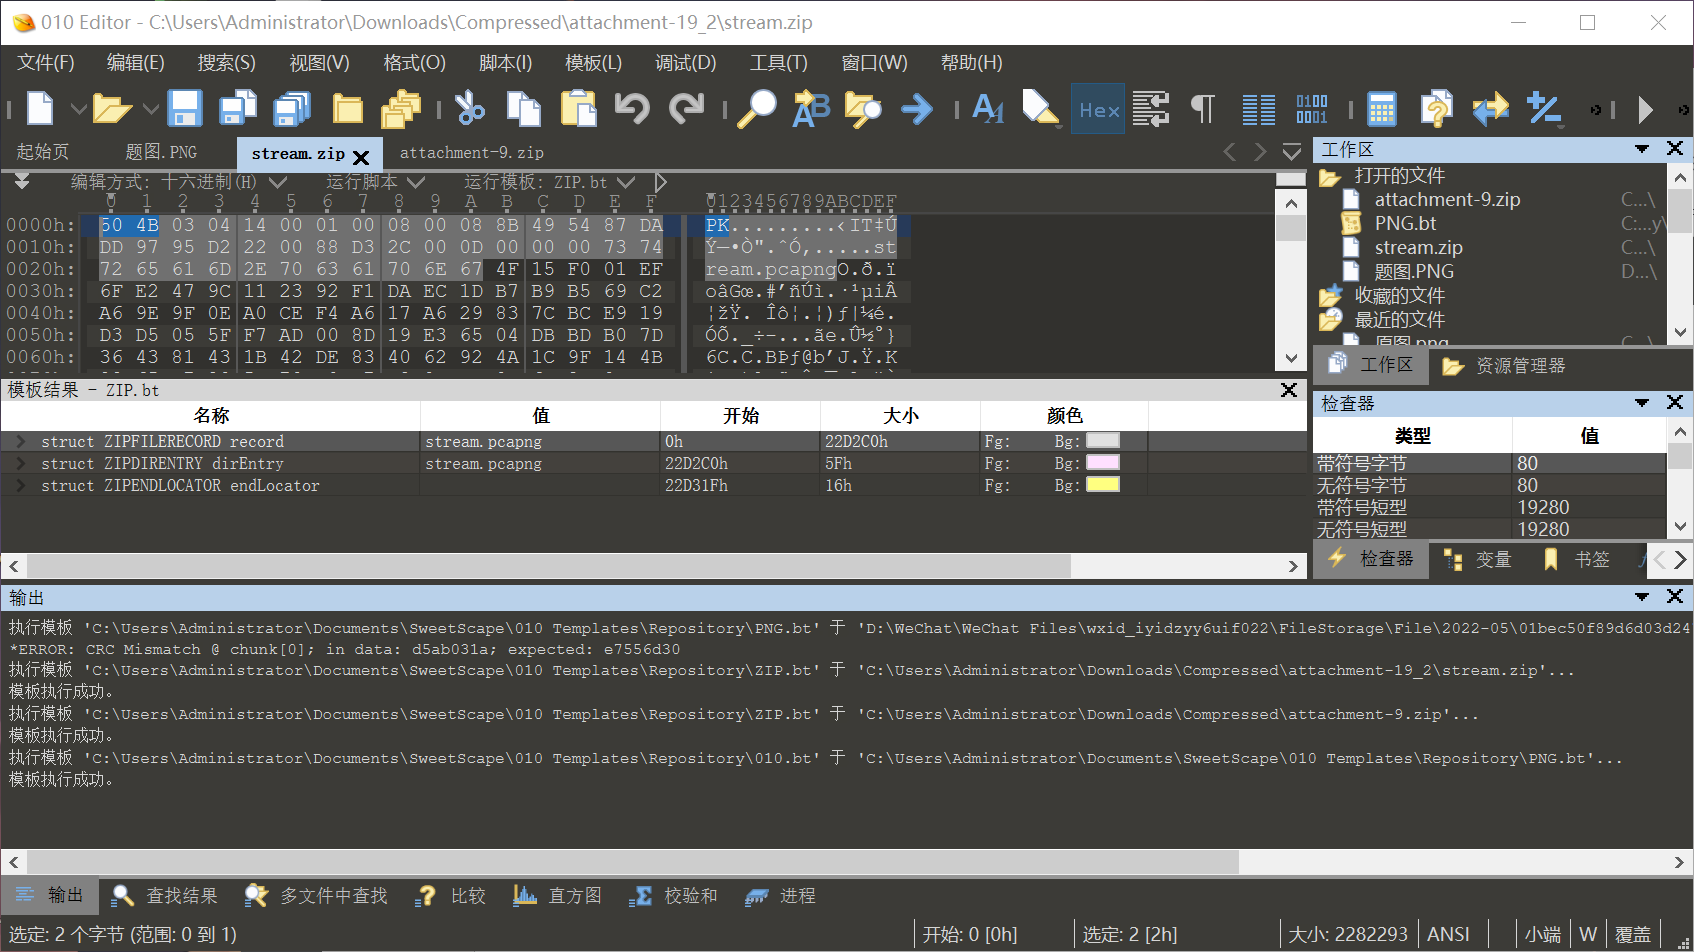 010 Editor - C:\Users\Administrator\Downloads\Compressed\attachment-19_2\stream.zip
文件(F) 编辑(E) 搜索(S) 视图(V) 格式(O) 脚本(I) 模板(L) 调试(D) 工具(T) 窗口(W) 帮助(H)
Hex
起始页 题图.PNG stream.zip attachment-9.zip
编辑方式: 十六进制(H) 运行脚本 运行模板: ZIP.bt
0 1 2 3 4 5 6 7 8 9 A B C D E F 0123456789ABCDEF
0000h: 50 4B 03 04 14 00 01 00 08 00 08 8B 49 54 87 DA PK.........‹IT‡Ú
0010h: DD 97 95 D2 22 00 88 D3 2C 00 0D 00 00 00 73 74 Ý—•Ò".ˆÓ,.....st
0020h: 72 65 61 6D 2E 70 63 61 70 6E 67 4F 15 F0 01 EF ream.pcapngO.ð.ï
0030h: 6F E2 47 9C 11 23 92 F1 DA EC 1D B7 B9 B5 69 C2 oâGœ.#’ñÚì.·¹µiÂ
0040h: A6 9E 9F 0E A0 CE F4 A6 17 A6 29 83 7C BC E9 19 ¦žŸ. Îô¦.¦)ƒ|¼é.
0050h: D3 D5 05 5F F7 AD 00 8D 19 E3 65 04 DB BD B0 7D ÓÕ._÷-...ãe.Û½°}
0060h: 36 43 81 43 1B 42 DE 83 40 62 92 4A 1C 9F 14 4B 6C.C.BÞƒ@b’J.Ÿ.K
模板结果 - ZIP.bt
名称 值 开始 大小 颜色
struct ZIPFILERECORD record stream.pcapng 0h 22D2C0h Fg: Bg:
struct ZIPDIRENTRY dirEntry stream.pcapng 22D2C0h 5Fh Fg: Bg:
struct ZIPENDLOCATOR endLocator 22D31Fh 16h Fg: Bg:
工作区
打开的文件
attachment-9.zip C...\
PNG.bt C:...y\
stream.zip C...\
题图.PNG D...\
收藏的文件
最近的文件
原图.png C...\
工作区 资源管理器
检查器
类型 值
带符号字节 80
无符号字节 80
带符号短型 19280
无符号短型 19280
检查器 变量 书签
输出
执行模板 'C:\Users\Administrator\Documents\SweetScape\010 Templates\Repository\PNG.bt' 于 'D:\WeChat\WeChat Files\wxid_iyidzyy6uif022\FileStorage\File\2022-05\01bec50f89d6d03d24
*ERROR: CRC Mismatch @ chunk[0]; in data: d5ab031a; expected: e7556d30
执行模板 'C:\Users\Administrator\Documents\SweetScape\010 Templates\Repository\ZIP.bt' 于 'C:\Users\Administrator\Downloads\Compressed\attachment-19_2\stream.zip'...
模板执行成功。
执行模板 'C:\Users\Administrator\Documents\SweetScape\010 Templates\Repository\ZIP.bt' 于 'C:\Users\Administrator\Downloads\Compressed\attachment-9.zip'...
模板执行成功。
执行模板 'C:\Users\Administrator\Documents\SweetScape\010 Templates\Repository\010.bt' 于 'C:\Users\Administrator\Documents\SweetScape\010 Templates\Repository\PNG.bt'...
模板执行成功。
输出 查找结果 多文件中查找 比较 直方图 校验和 进程
选定: 2 个字节 (范围: 0 到 1) 开始: 0 [0h] 选定: 2 [2h] 大小: 2282293 ANSI 小端 W 覆盖